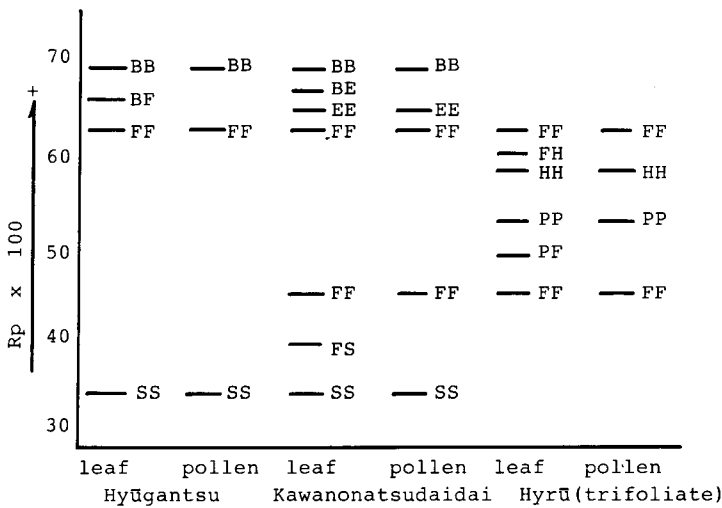 70
60
50
40
30
+
Rp x 100
BB BB BB BB
BF BE
EE EE
FF FF FF FF FF FF
FH
HH HH
PP PP
PF
FF FF FF FF
FS
SS SS SS SS
leaf pollen leaf pollen leaf pollen
Hyūgantsu Kawanonatsudaidai Hyrū(trifoliate)